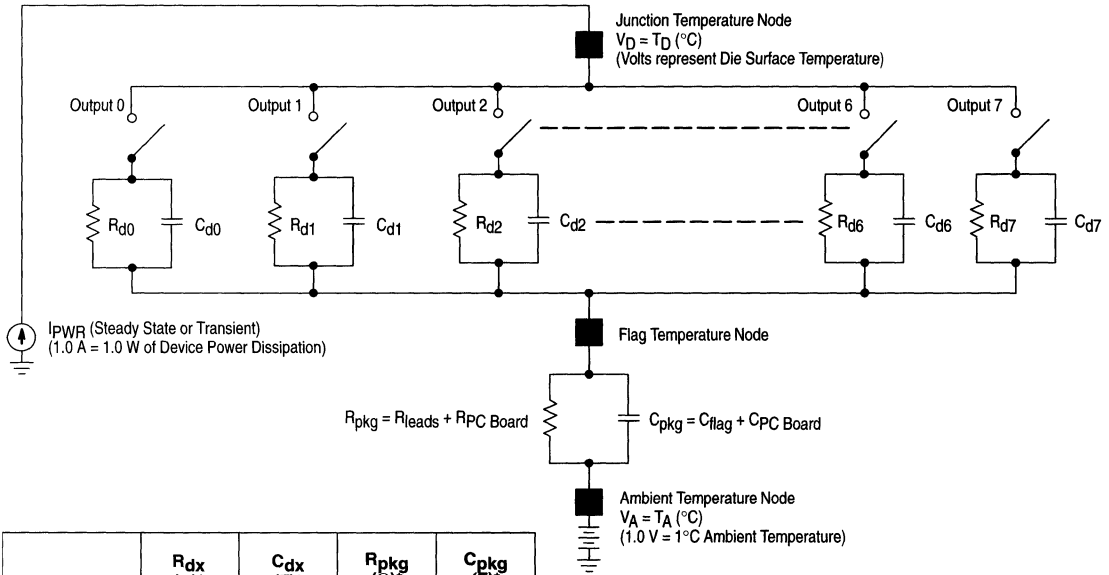 Junction Temperature Node
VD = TD (°C)
(Volts represent Die Surface Temperature)
Output 0
Output 1
Output 2
Output 6
Output 7
Rd0
Cd0
Rd1
Cd1
Rd2
Cd2
Rd6
Cd6
Rd7
Cd7
IPWR (Steady State or Transient)
(1.0 A = 1.0 W of Device Power Dissipation)
Flag Temperature Node
Rpkg = Rleads + RPC Board
Cpkg = Cflag + CPC Board
Ambient Temperature Node
VA = TA (°C)
(1.0 V = 1°C Ambient Temperature)
Rdx
Cdx
Rpkg
Cpkg